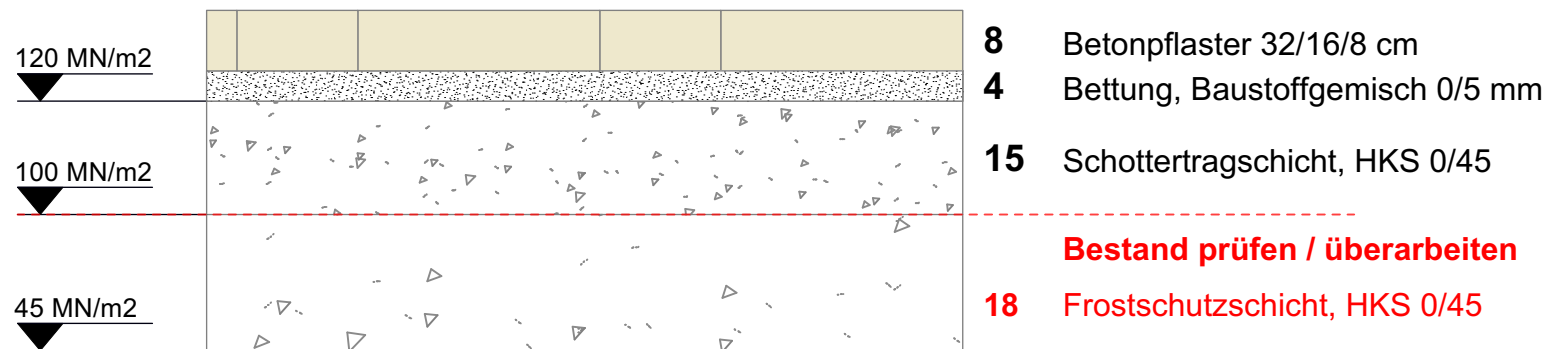 8 Betonpflaster 32/16/8 cm
120 MN/m2
4 Bettung, Baustoffgemisch 0/5 mm
15 Schottertragschicht, HKS 0/45
100 MN/m2
Bestand prüfen / überarbeiten
45 MN/m2
18 Frostschutzschicht, HKS 0/45